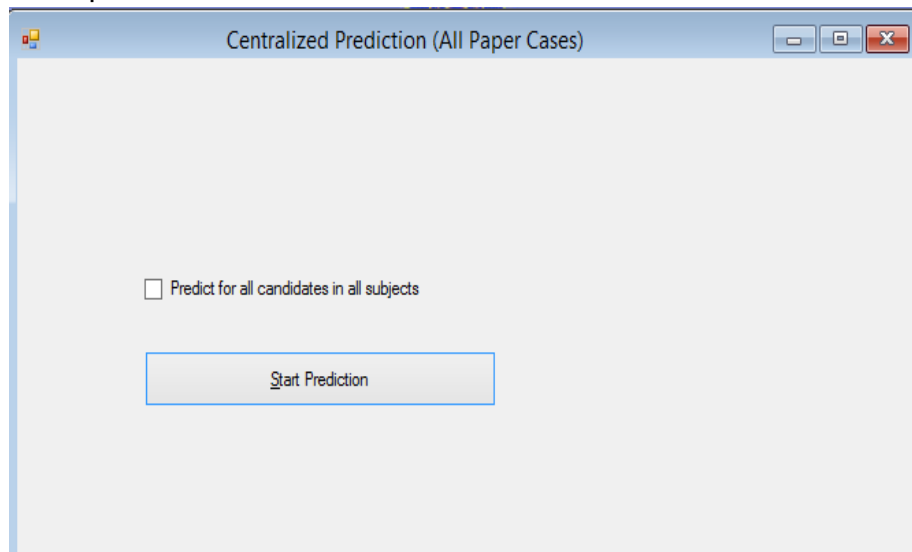 Centralized Prediction (All Paper Cases)
Predict for all candidates in all subjects
Start Prediction